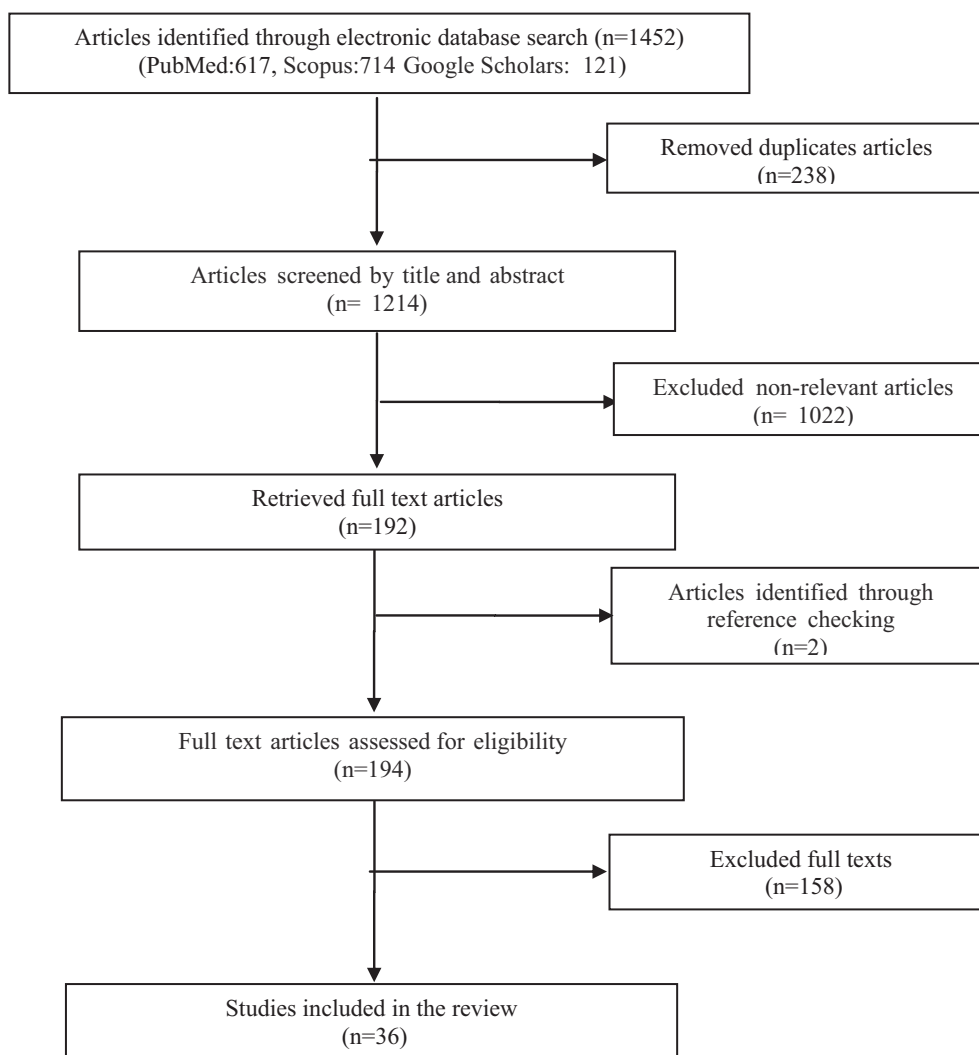 Articles identified through electronic database search (n=1452)
(PubMed:617, Scopus:714 Google Scholars: 121)
Removed duplicates articles
(n=238)
Articles screened by title and abstract
(n= 1214)
Excluded non-relevant articles
(n= 1022)
Retrieved full text articles
(n=192)
Articles identified through
reference checking
(n=2)
Full text articles assessed for eligibility
(n=194)
Excluded full texts
(n=158)
Studies included in the review
(n=36)